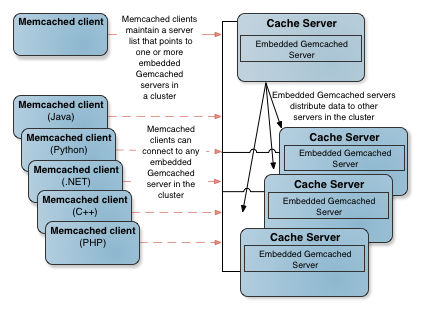 Memcached client
Memcached clients
maintain a server
list that points to
one or more
embedded
Gemcached
servers in
a cluster
Cache Server
Embedded Gemcached
Server
Embedded Gemcached servers
distribute data to other
servers in the cluster
Memcached client
(Java)
Memcached client
(Python)
Memcached client
(.NET)
Memcached client
(C++)
Memcached client
(PHP)
Memcached
clients can
connect to any
embedded
Gemcached
server in the
cluster
Cache Server
Embedded Gemcached
Server
Cache Server
Embedded Gemcached
Server
Cache Server
Embedded Gemcached
Server